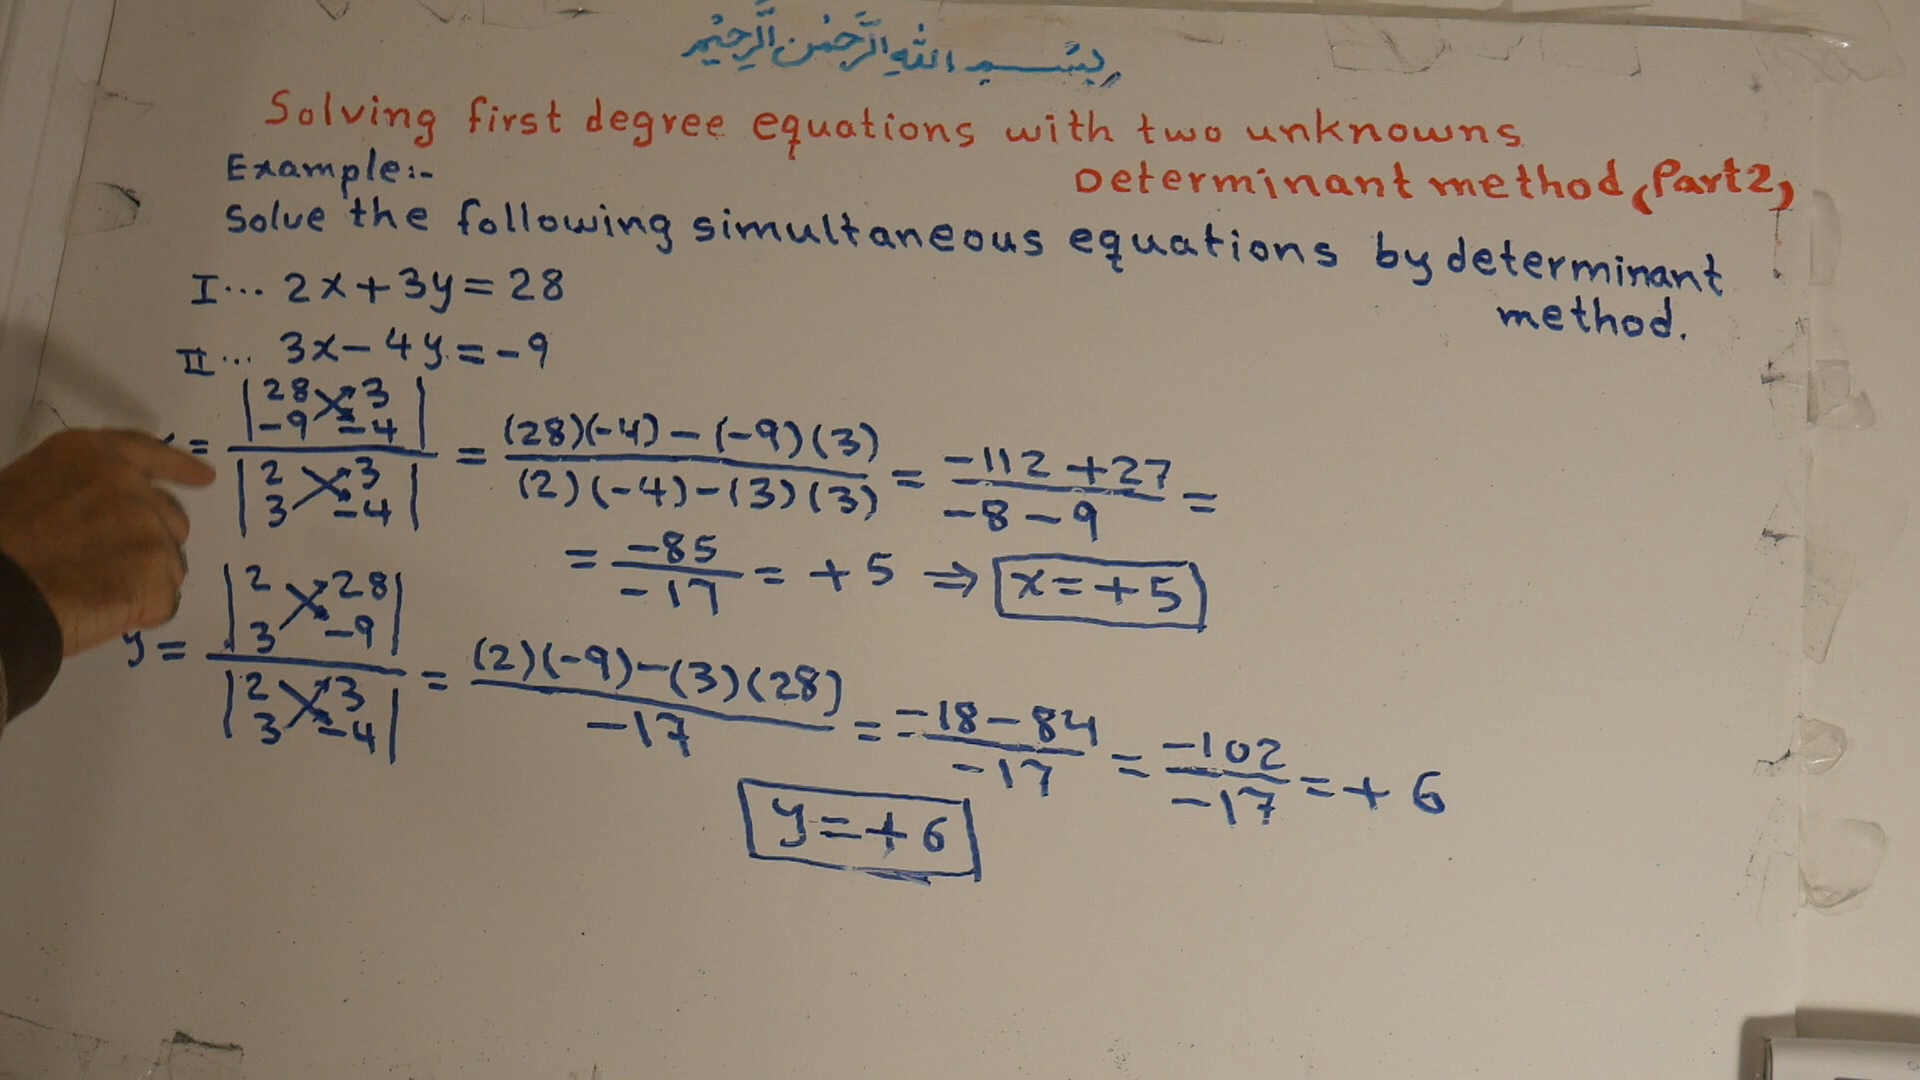 بِسْمِ اللهِ الرَّحْمٰنِ الرَّحِيْمِ
Solving first degree equations with two unknowns.
Determinant method (Part 2)
Example:-
Solve the following simultaneous equations by determinant
method.
I... 2x+3y=28
II... 3x-4y=-9
= |28 3; -9 -4| / |2 3; 3 -4| = (28)(-4)-(-9)(3) / (2)(-4)-(3)(3) = -112+27 / -8-9 =
= -85 / -17 = +5 ⇒ x=+5
y = |2 28; 3 -9| / |2 3; 3 -4| = (2)(-9)-(3)(28) / -17 = -18-84 / -17 = -102 / -17 = +6
y=+6